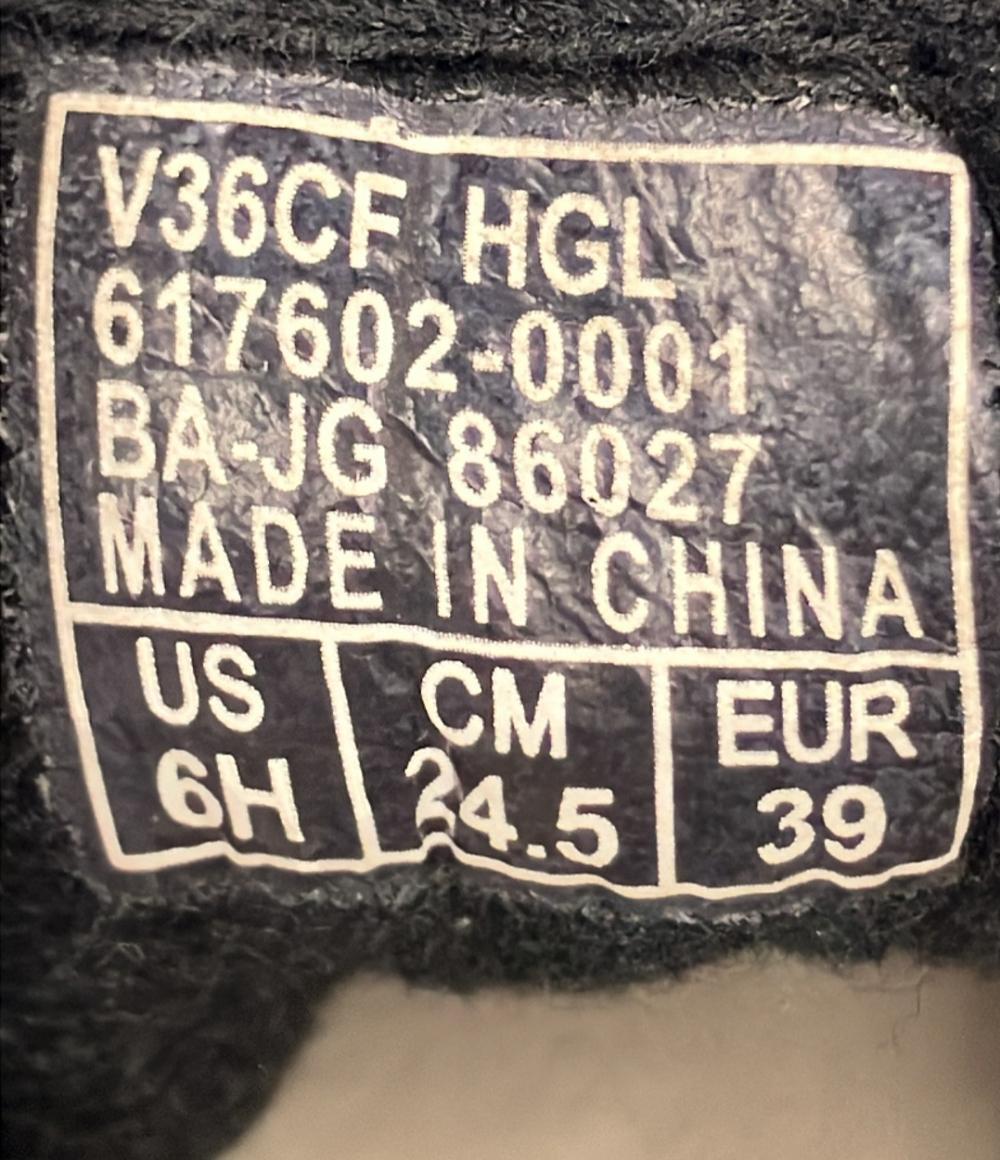 V36CF HGL
617602-0001
BA-JG 86027
MADE IN CHINA
US CM EUR
6H 24.5 39